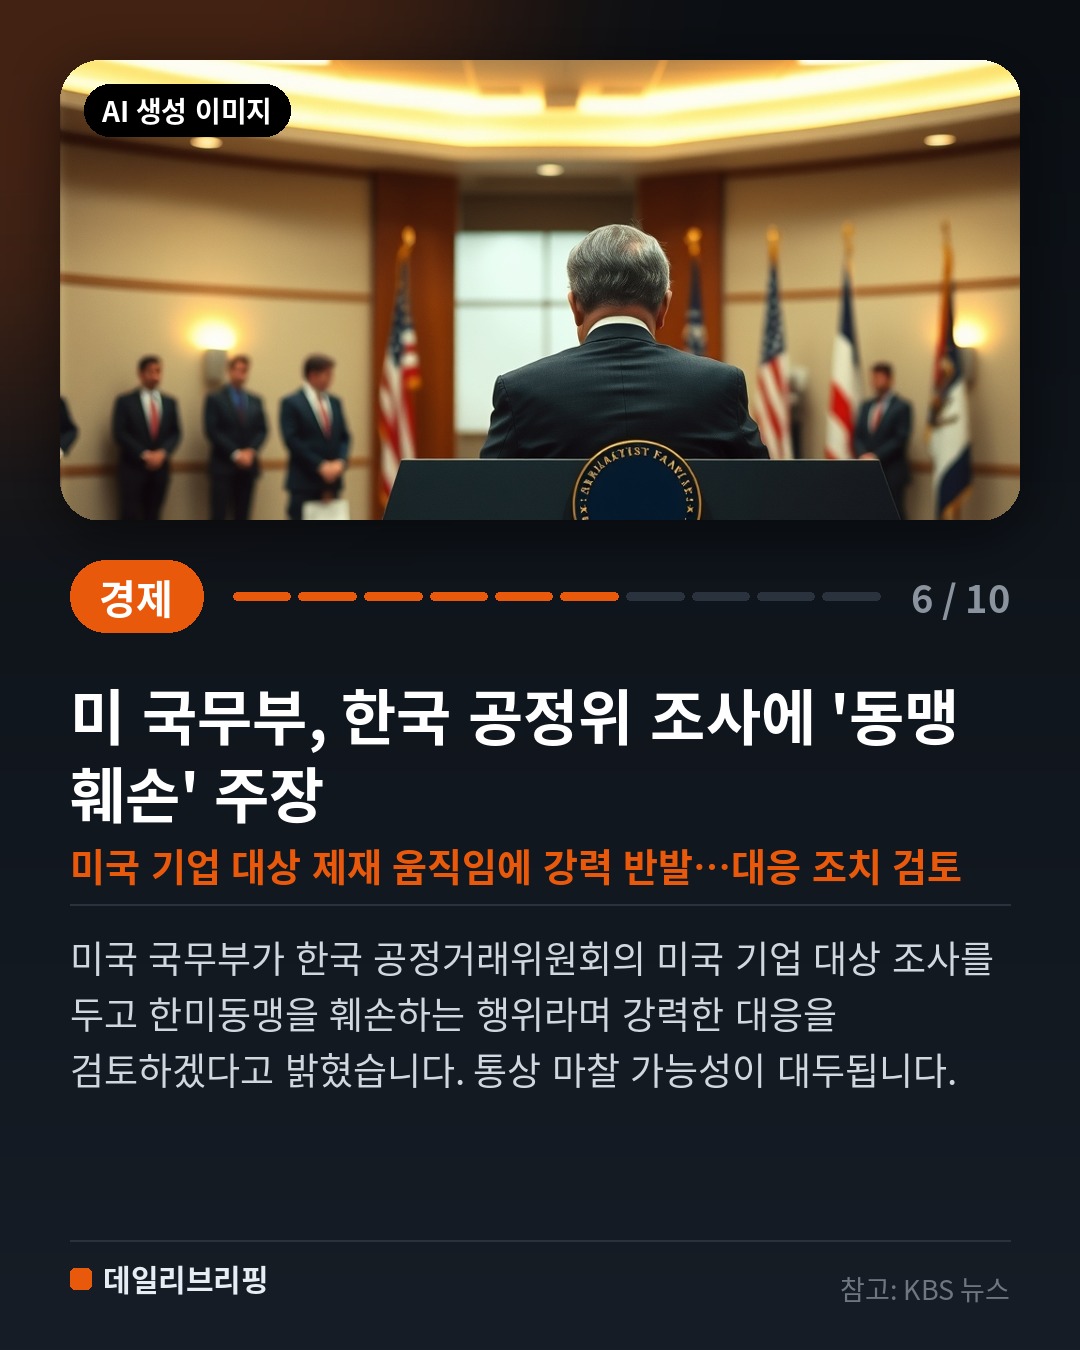 AI 생성 이미지
경제
6 / 10
미 국무부, 한국 공정위 조사에 '동맹
훼손' 주장
미국 기업 대상 제재 움직임에 강력 반발…대응 조치 검토
미국 국무부가 한국 공정거래위원회의 미국 기업 대상 조사를
두고 한미동맹을 훼손하는 행위라며 강력한 대응을
검토하겠다고 밝혔습니다. 통상 마찰 가능성이 대두됩니다.
데일리브리핑
참고: KBS 뉴스